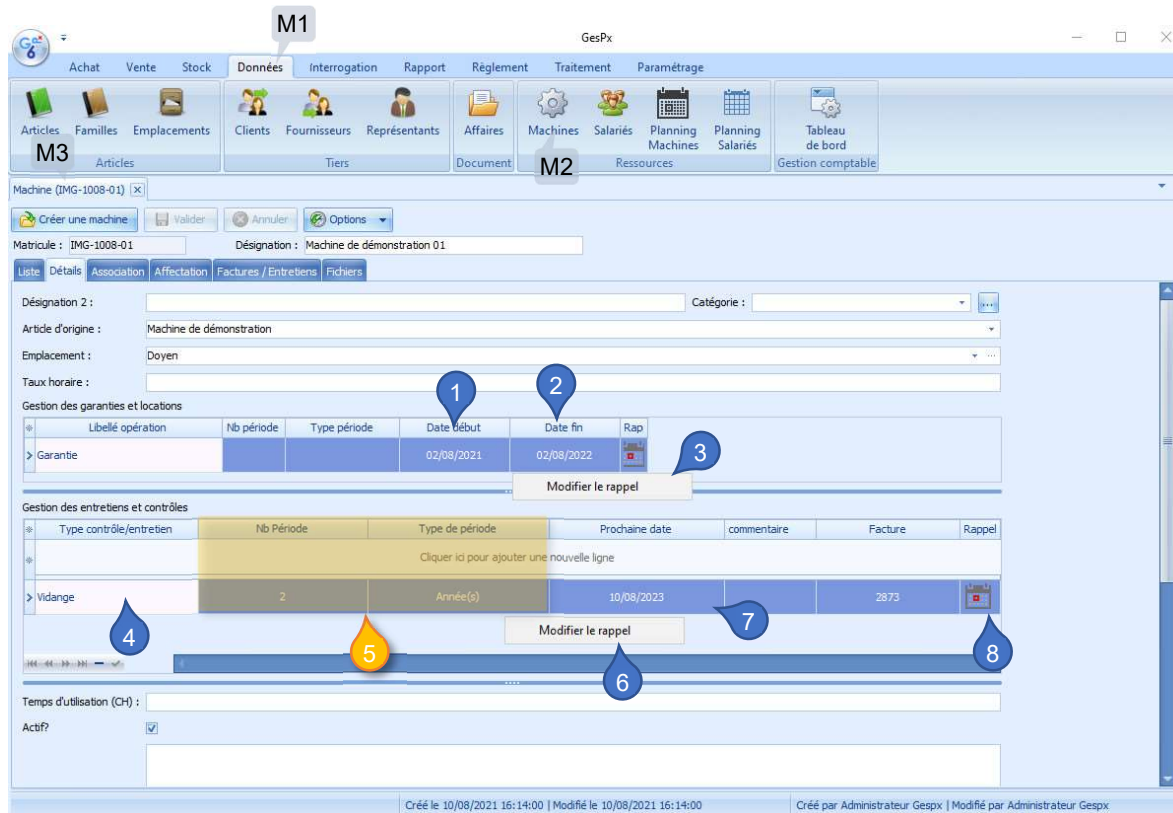 M1
GesPx
Ge 6
Achat Vente Stock Données Interrogation Rapport Règlement Traitement Paramétrage
Articles Familles Emplacements Clients Fournisseurs Représentants Affaires Machines Salariés Planning Machines Planning Salariés Tableau de bord
M3 M2
Articles Tiers Document Ressources Gestion comptable
Machine (IMG-1008-01)
Créer une machine Valider Annuler Options
Matricule : IMG-1008-01 Désignation : Machine de démonstration 01
Liste Détails Association Affectation Factures / Entretiens Fichiers
Désignation 2 : Catégorie : ...
Article d'origine : Machine de démonstration
Emplacement : Doyen ...
Taux horaire :
1 2
Gestion des garanties et locations
Libellé opération Nb période Type période Date début Date fin Rap
Garantie 02/08/2021 02/08/2022
3
Modifier le rappel
Gestion des entretiens et contrôles
Type contrôle/entretien Nb Période Type de période Prochaine date commentaire Facture Rappel
Cliquer ici pour ajouter une nouvelle ligne
Vidange 2 Année(s) 10/08/2023 2873
4 5 7 8
Modifier le rappel
6
Temps d'utilisation (CH) :
Actif?
Créé le 10/08/2021 16:14:00 | Modifié le 10/08/2021 16:14:00 Créé par Administrateur Gespx | Modifié par Administrateur Gespx